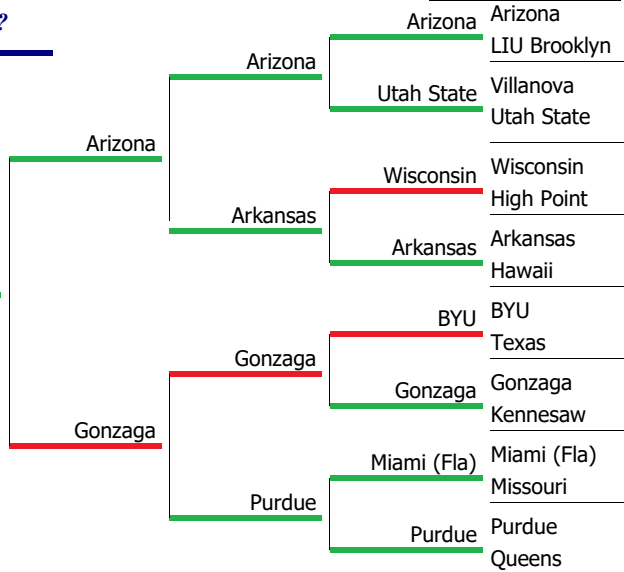 ?
Arizona
Arizona
LIU Brooklyn
Arizona
Utah State
Villanova
Utah State
Arizona
Wisconsin
Wisconsin
High Point
Arkansas
Arkansas
Arkansas
Hawaii
BYU
BYU
Texas
Gonzaga
Gonzaga
Gonzaga
Kennesaw
Gonzaga
Miami (Fla)
Miami (Fla)
Missouri
Purdue
Purdue
Purdue
Queens